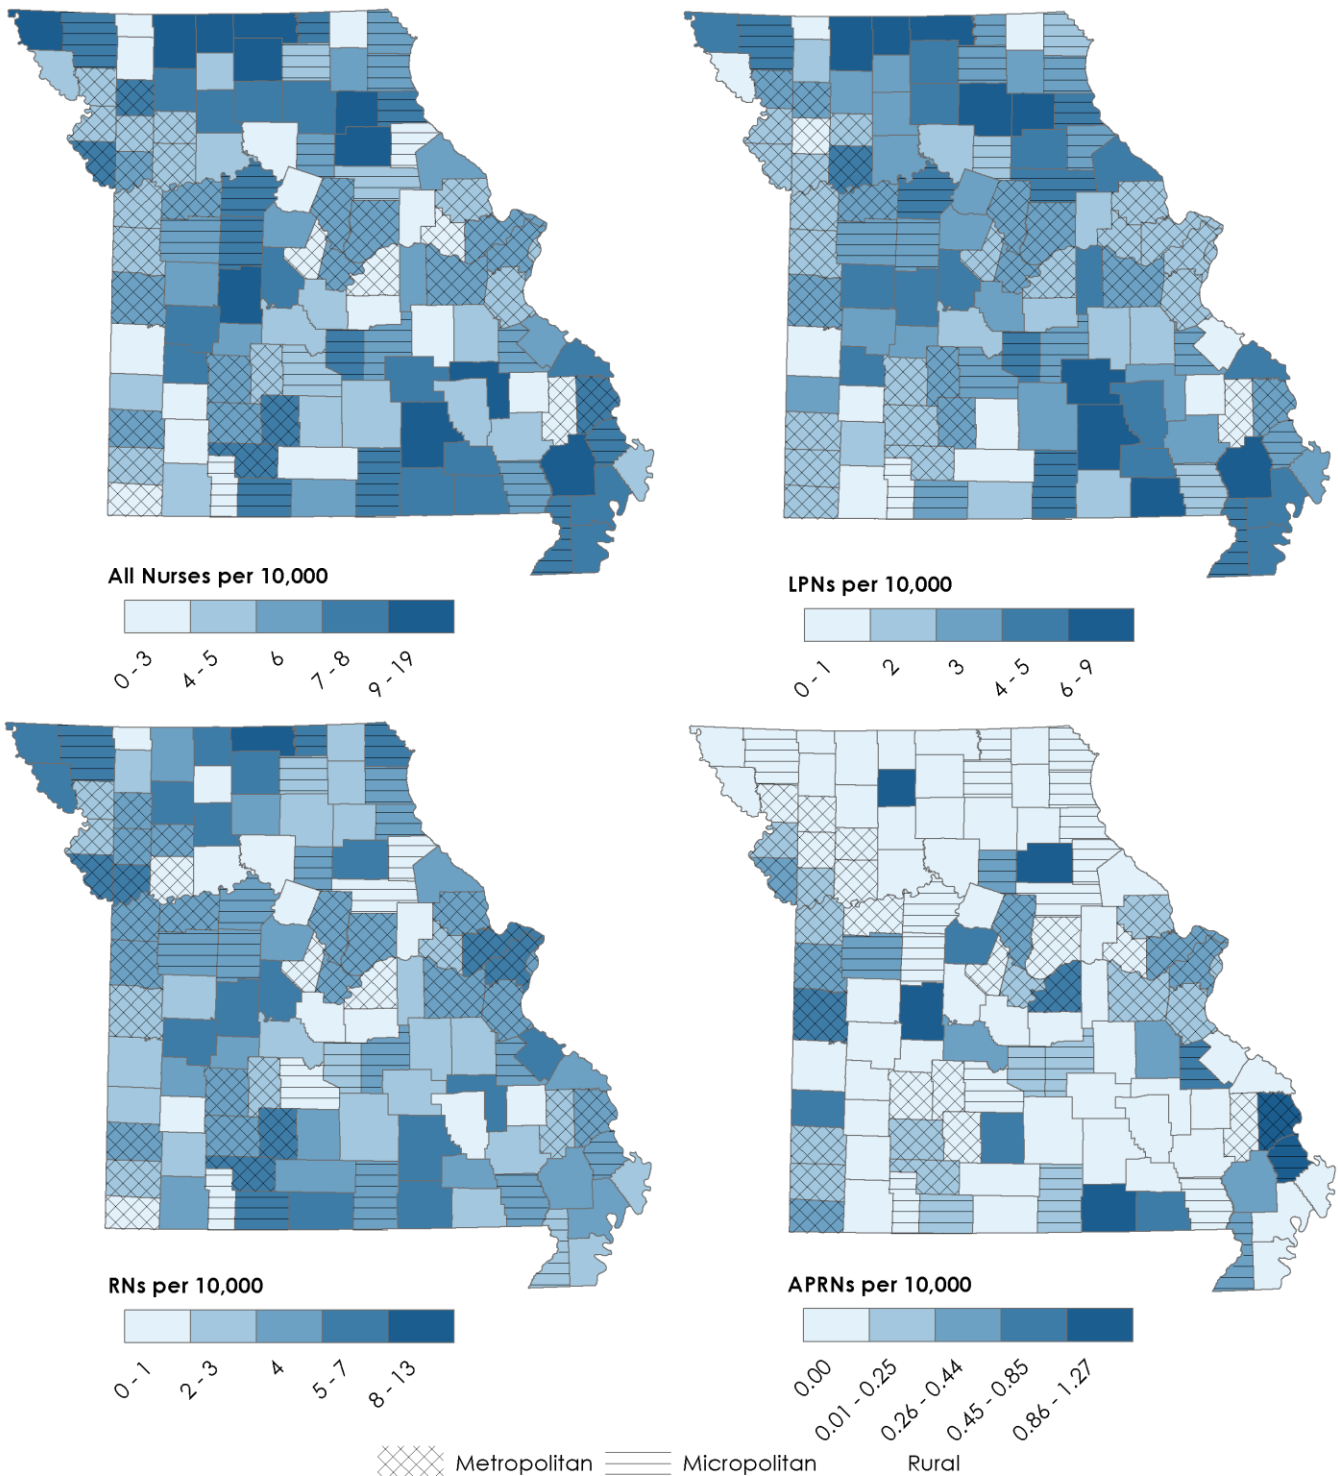 All Nurses per 10,000
0 - 3
4 - 5
6
7 - 8
9 - 19
LPNs per 10,000
0 - 1
2
3
4 - 5
6 - 9
RNs per 10,000
0 - 1
2 - 3
4
5 - 7
8 - 13
APRNs per 10,000
0.00
0.01 - 0.25
0.26 - 0.44
0.45 - 0.85
0.86 - 1.27
Metropolitan Micropolitan Rural